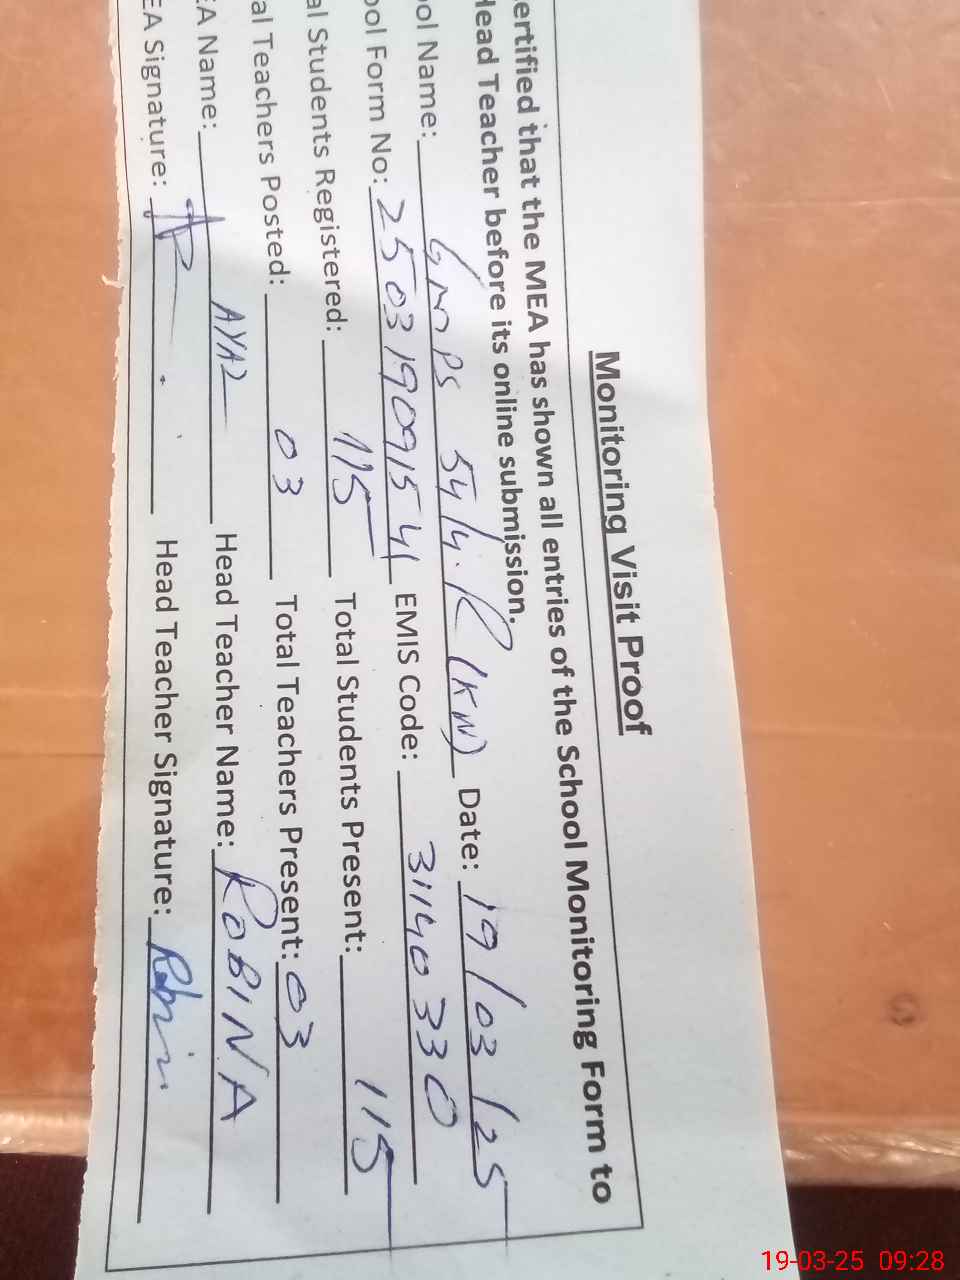 Monitoring Visit Proof
ertified that the MEA has shown all entries of the School Monitoring Form to
Head Teacher before its online submission.
ool Name: GMPS 54/4.R (KW) Date: 19/03/25
ool Form No: 25031909154 EMIS Code: 31140330
al Students Registered: 115 Total Students Present: 115
al Teachers Posted: 03 Total Teachers Present: 03
EA Name: AYAZ Head Teacher Name: ROBINA
EA Signature: Head Teacher Signature: Robin
19-03-25 09:28